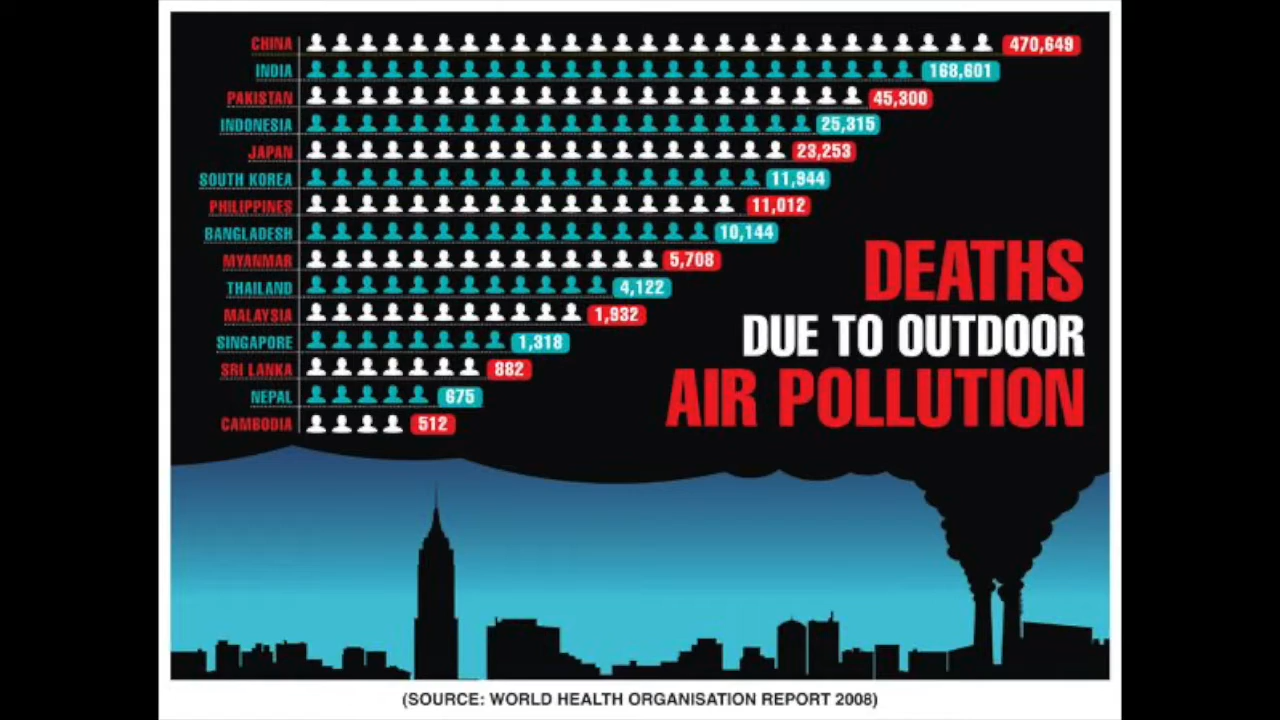 CHINA 470,649
INDIA 168,601
PAKISTAN 45,300
INDONESIA 25,315
JAPAN 23,253
SOUTH KOREA 11,944
PHILIPPINES 11,012
BANGLADESH 10,144
MYANMAR 5,708
THAILAND 4,122
MALAYSIA 1,932
SINGAPORE 1,318
SRI LANKA 882
NEPAL 675
CAMBODIA 512
DEATHS
DUE TO OUTDOOR
AIR POLLUTION
(SOURCE: WORLD HEALTH ORGANISATION REPORT 2008)